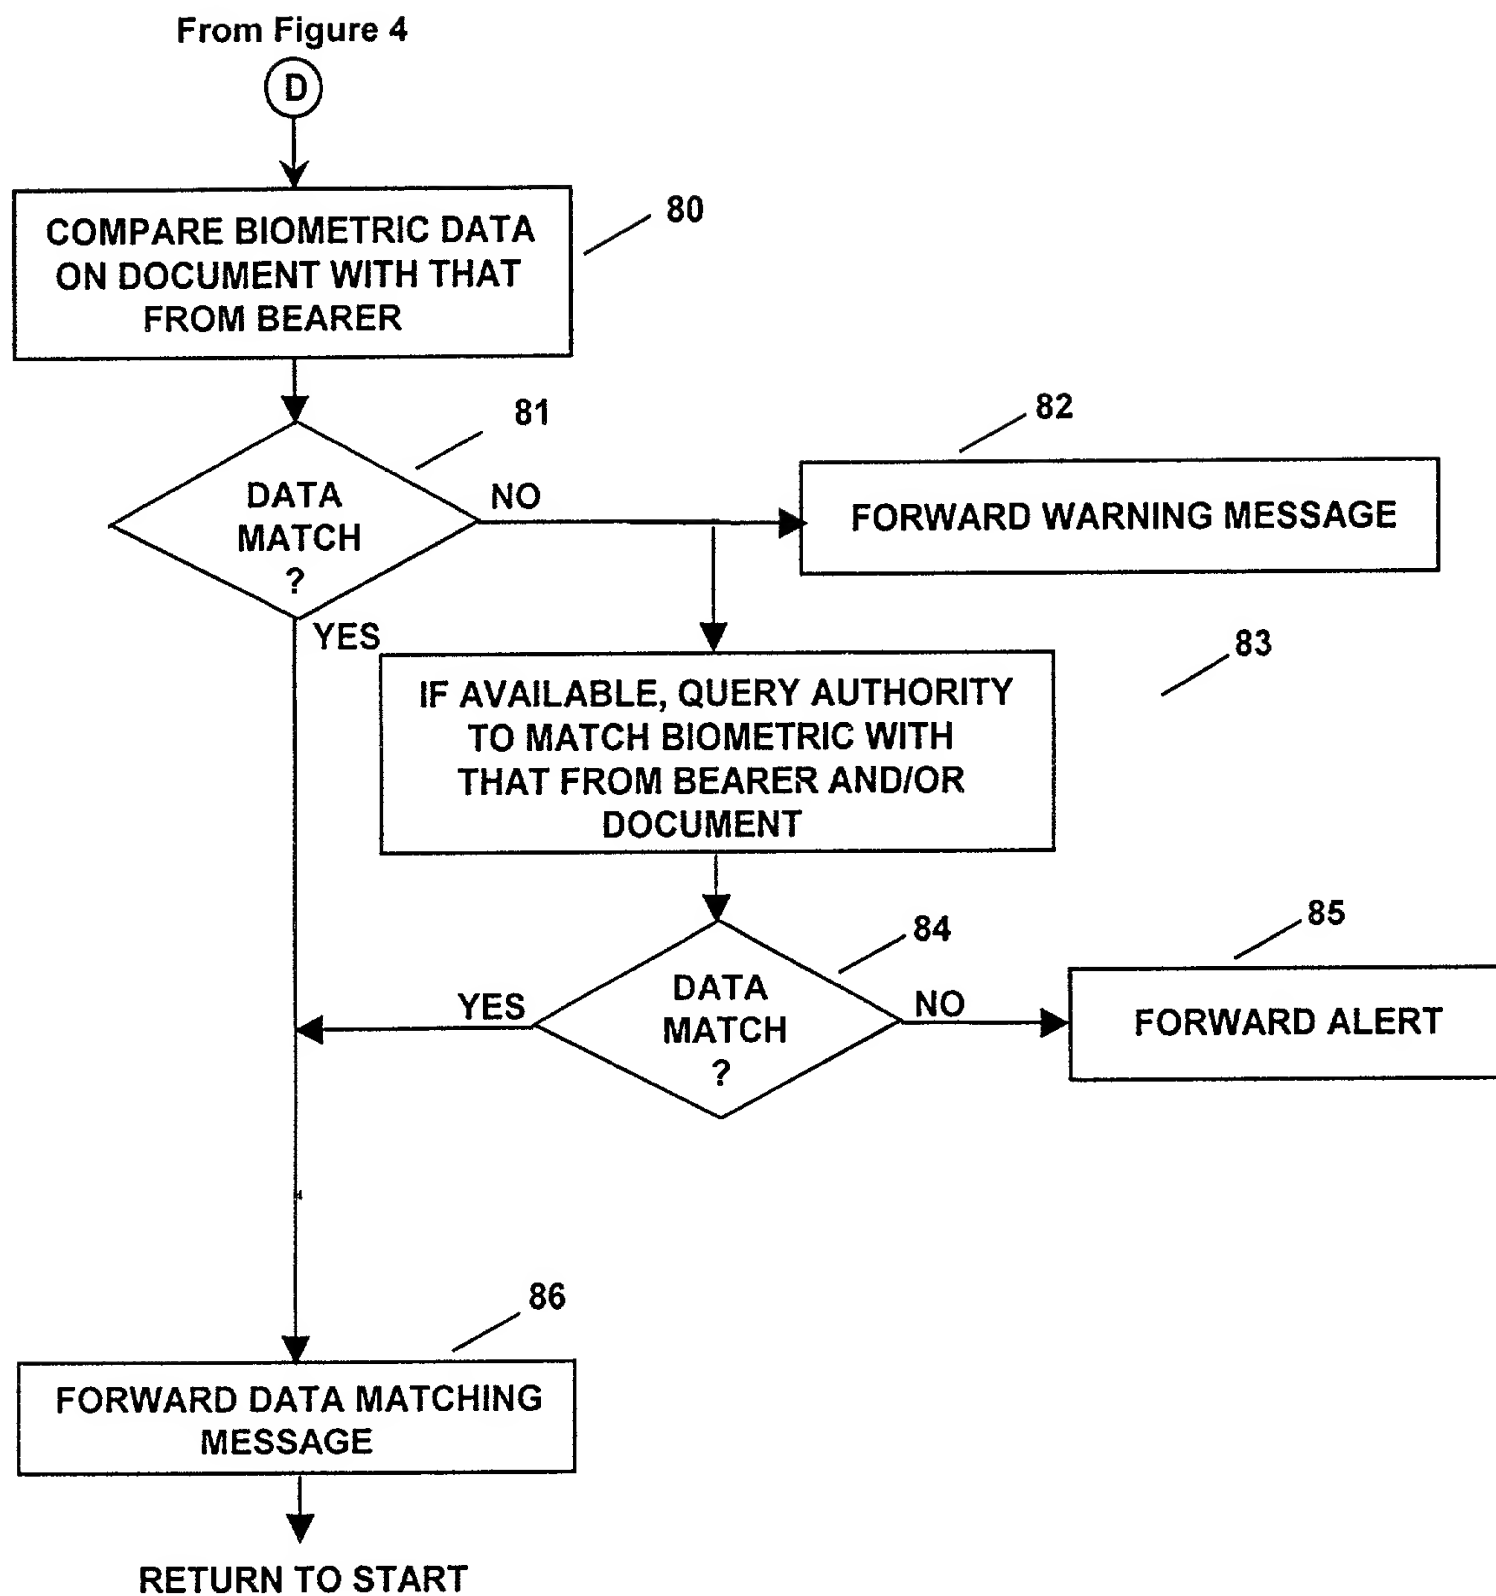 From Figure 4
D
80
COMPARE BIOMETRIC DATA
ON DOCUMENT WITH THAT
FROM BEARER
81
82
DATA
MATCH
?
NO
FORWARD WARNING MESSAGE
YES
83
IF AVAILABLE, QUERY AUTHORITY
TO MATCH BIOMETRIC WITH
THAT FROM BEARER AND/OR
DOCUMENT
84
85
YES
DATA
MATCH
?
NO
FORWARD ALERT
86
FORWARD DATA MATCHING
MESSAGE
RETURN TO START